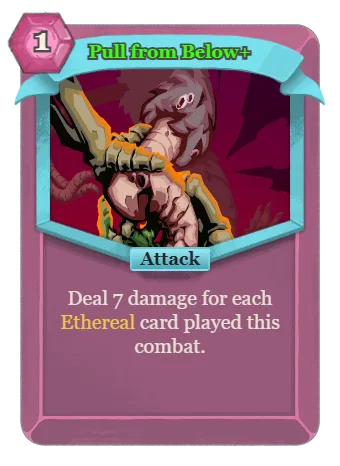 1
Pull from Below+
Attack
Deal 7 damage for each
Ethereal card played this
combat.